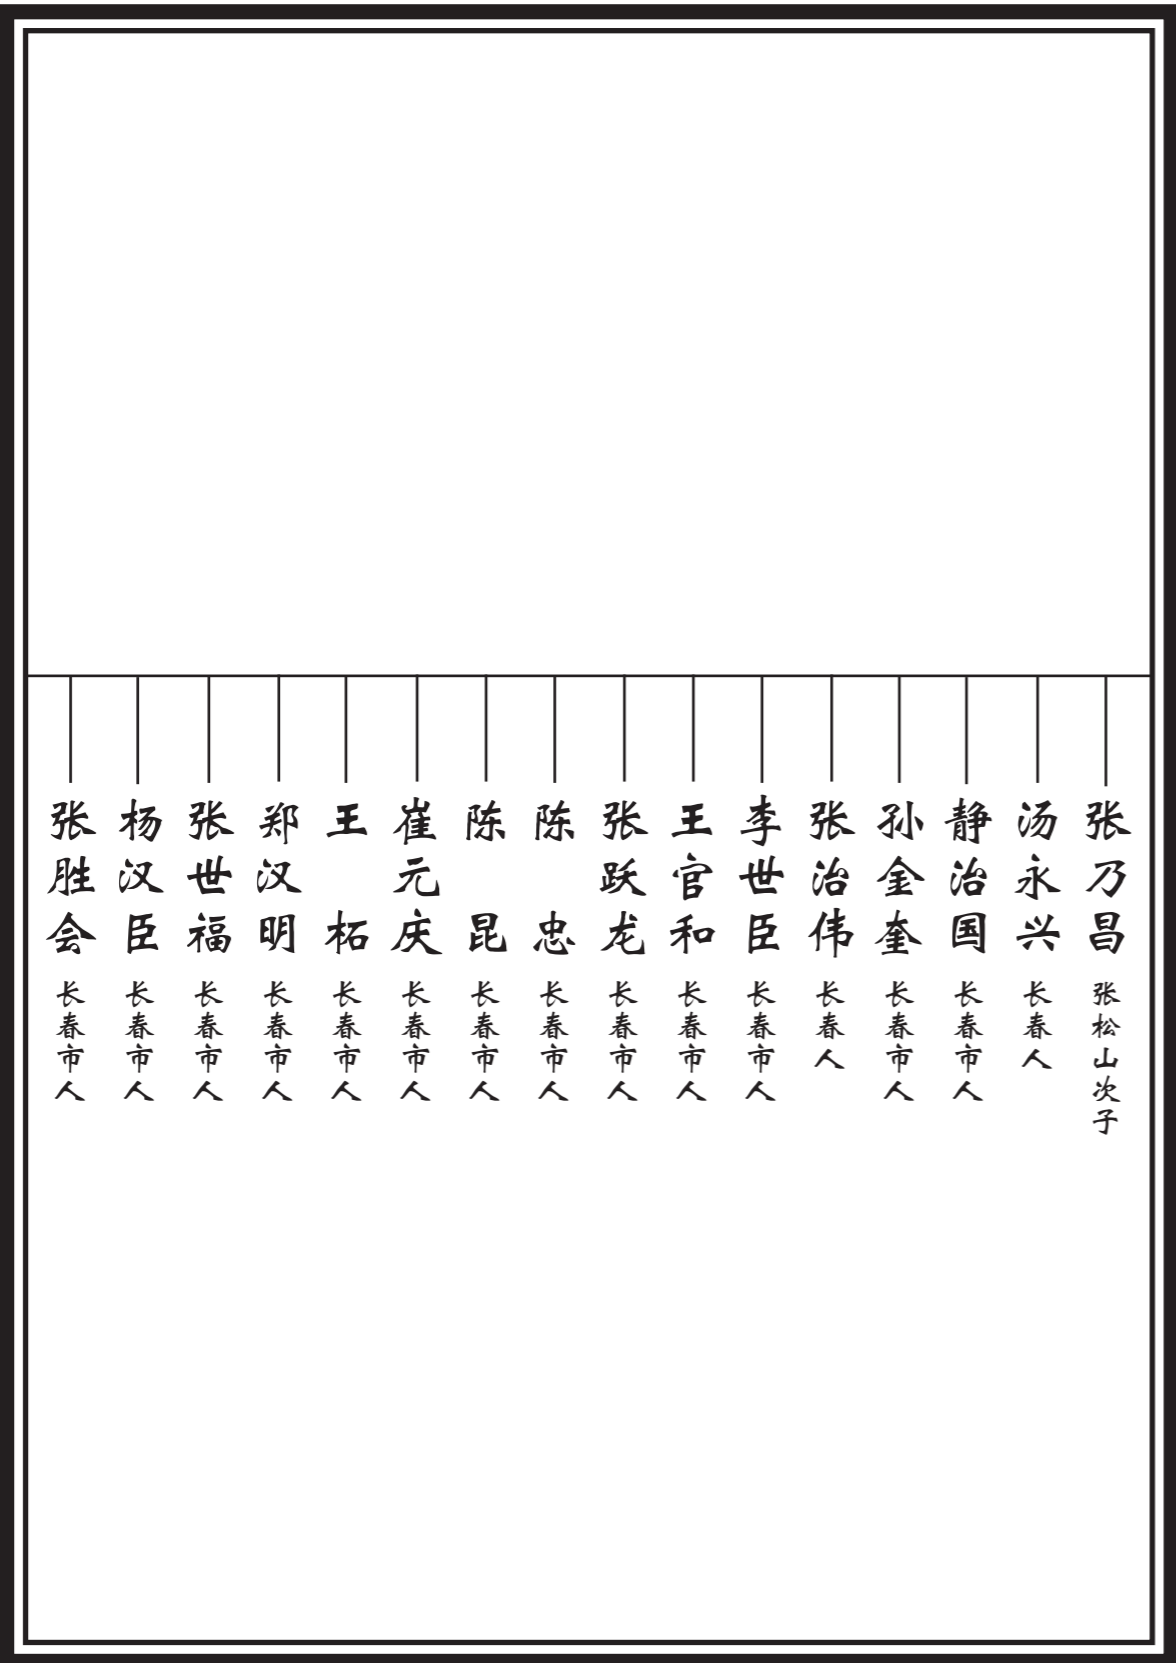 张乃昌 张松山次子
汤永兴 长春人
静治国 长春市人
孙金奎 长春市人
张治伟 长春人
李世臣 长春市人
王官和 长春市人
张跃龙 长春市人
陈忠 长春市人
陈昆 长春市人
崔元庆 长春市人
王柘 长春市人
郑汉明 长春市人
张世福 长春市人
杨汉臣 长春市人
张胜会 长春市人